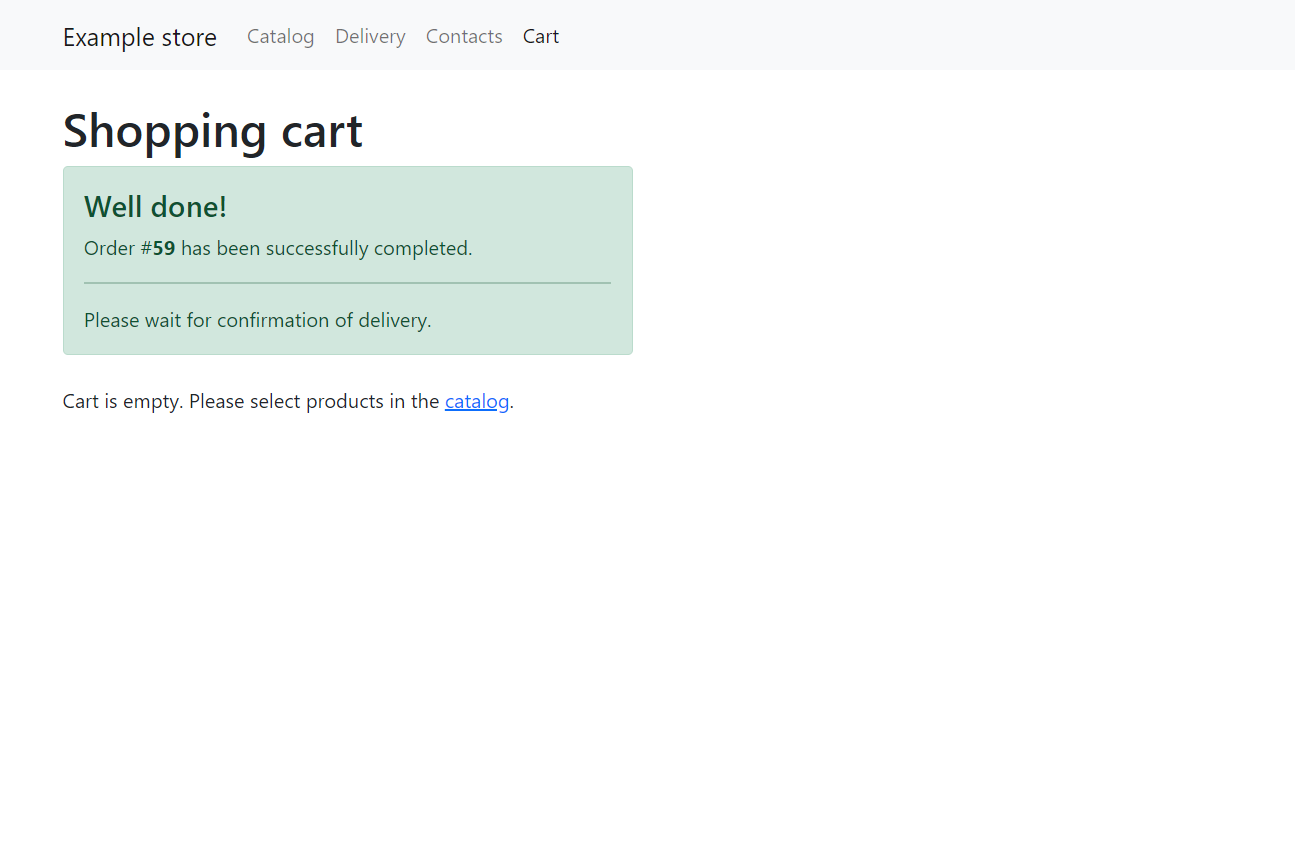 Example store Catalog Delivery Contacts Cart
Shopping cart
Well done!
Order #59 has been successfully completed.
Please wait for confirmation of delivery.
Cart is empty. Please select products in the catalog.